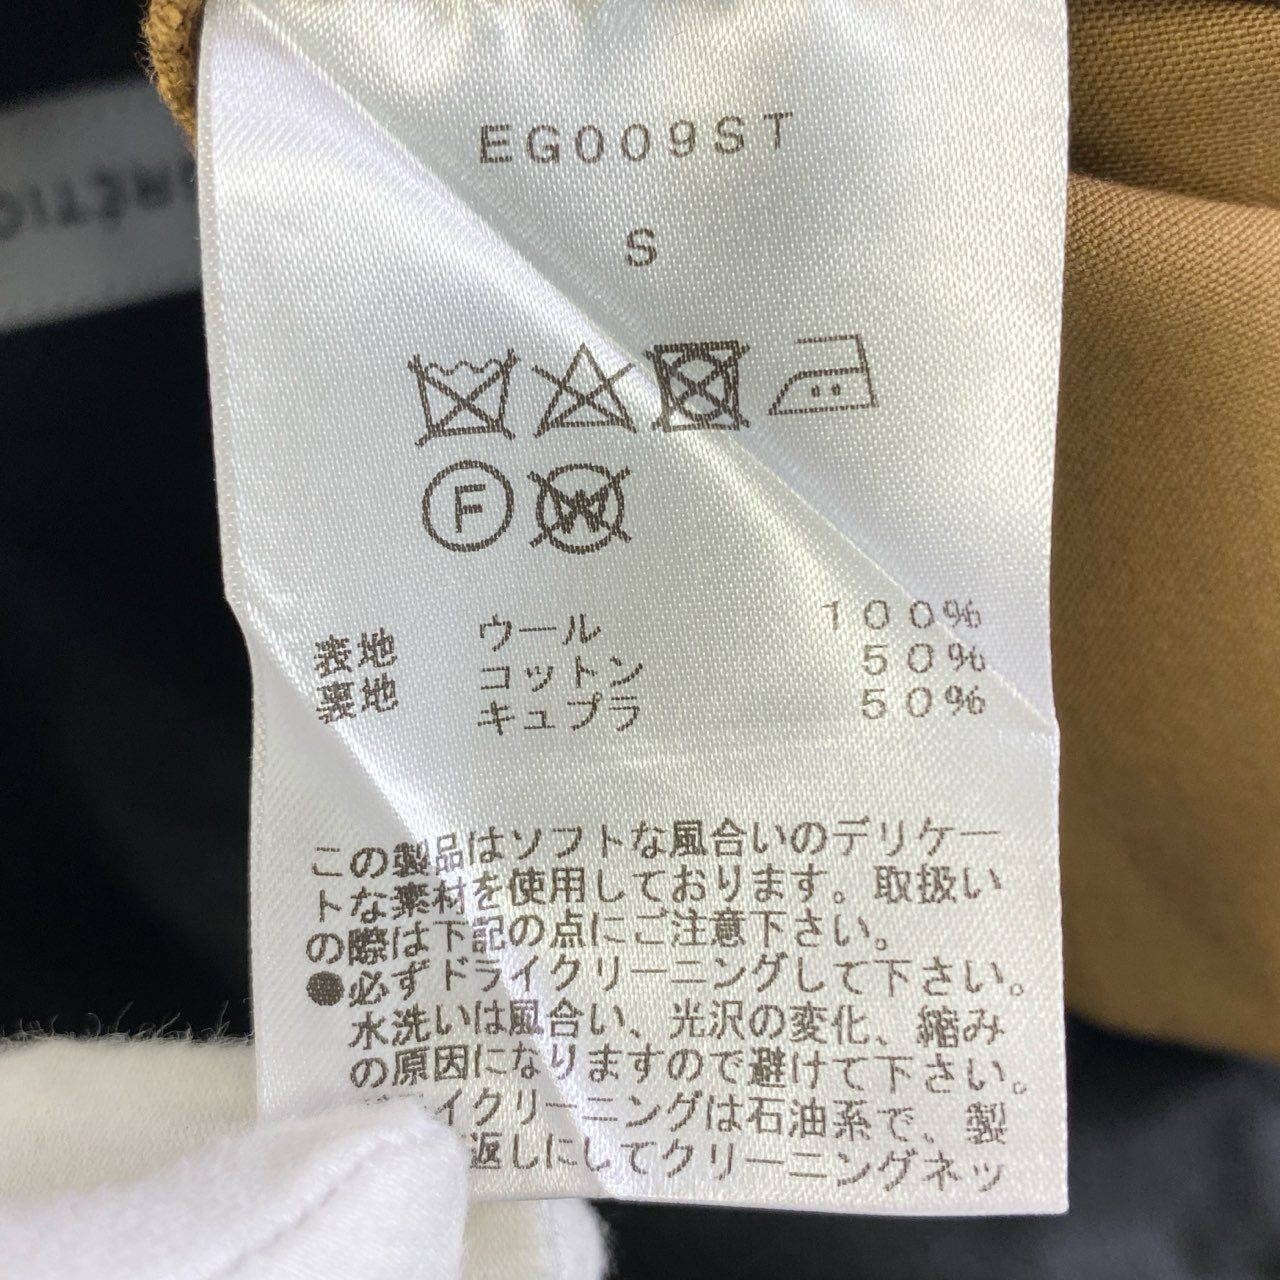 EG009ST
S
F
W
表地 ウール 100%
裏地 コットン 50%
キュプラ 50%
この製品はソフトな風合いのデリケー
トな素材を使用しております。取扱い
の際は下記の点にご注意下さい。
●必ずドライクリーニングして下さい。
水洗いは風合い、光沢の変化、縮み
の原因になりますので避けて下さい。
イクリーニングは石油系で、製
返しにしてクリーニングネッ